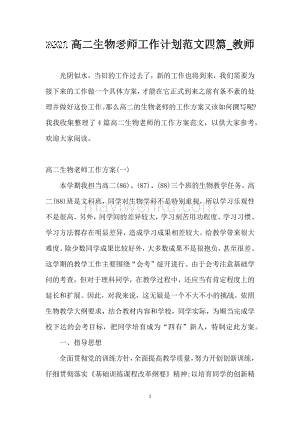 2021高二生物老师工作计划范文四篇_教师
光阴似水，当旧的工作过去了，新的工作也将到来，我们需要为
接下来的工作做一个具体方案，才能在它正式到来之前有条不紊的处
理并做好这份工作。那么高二的生物老师的工作方案又该如何撰写呢？
我我收集整理了4篇高二生物老师的工作方案范文，以供大家参考，
欢迎大家阅读。
高二生物老师工作方案(一)
本学期我担当高二(86)、(87)、(88)三个班的生物教学任务。高
二(88)班是文科班，同学对生物学科是不特别重视，所以学习乐观性
不是很高。另外，同学间的差异较大，学习刻苦用功程度、学习习惯、
学习方法都存在明显差异，造成学习成果相差较大，给教学带来很大
难度。除少数同学成果比较好外，大多数成果不是很抱负，甚至很差。
这学期的教学工作主要围绕“会考”绽开进行。由于会考注意基础学
问的考查，但对于理科同学，在教学过程中，还应当有肯定程度上的
延长和扩展。因此，对我来说，这无疑是一个不大不小的挑战。依照
生物教学大纲要求，结合教材内容和学校、同学实际，为顺当完成学
校下达的会考目标，把同学培育成为“四有”新人，特制定此方案。
一、指导思想
全面贯彻党的训练方针，全面提高教学质量，努力开创创新训练，
仔细贯彻落实《基础训练课程改革纲要》精神；以培育同学的创新精
1